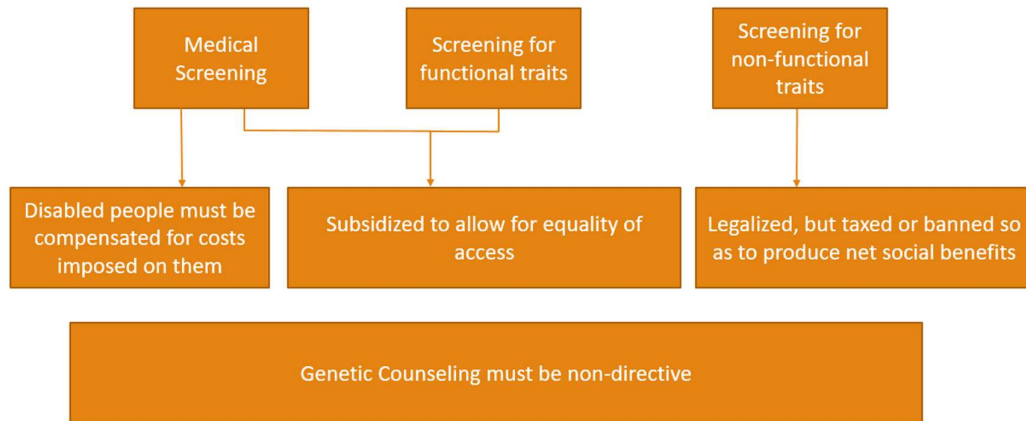 Medical
Screening
Screening for
functional traits
Screening for
non-functional
traits
Disabled people must be
compensated for costs
imposed on them
Subsidized to allow for equality of
access
Legalized, but taxed or banned so
as to produce net social benefits
Genetic Counseling must be non-directive